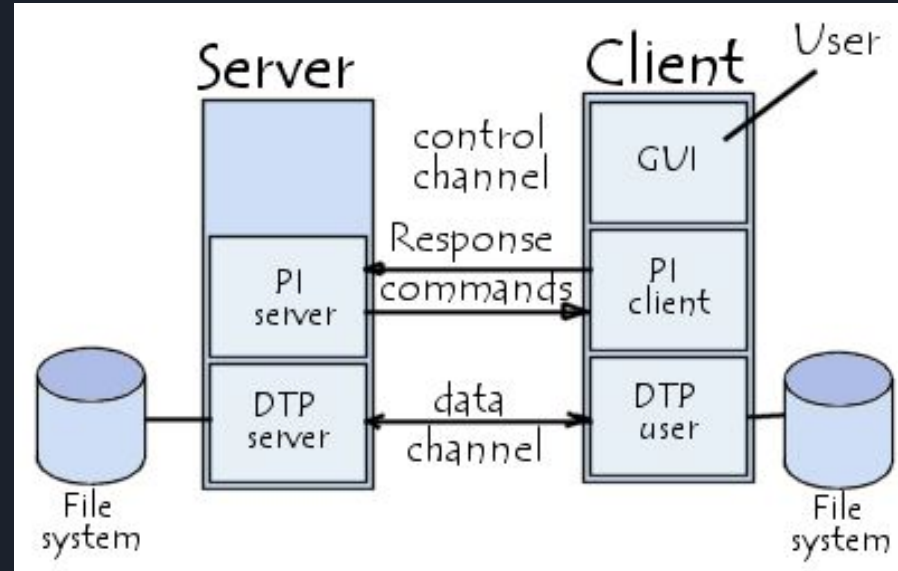 Server
Client
User
control
channel
GUI
Response
commands
PI
server
PI
client
DTP
server
data
channel
DTP
user
File
system
File
system